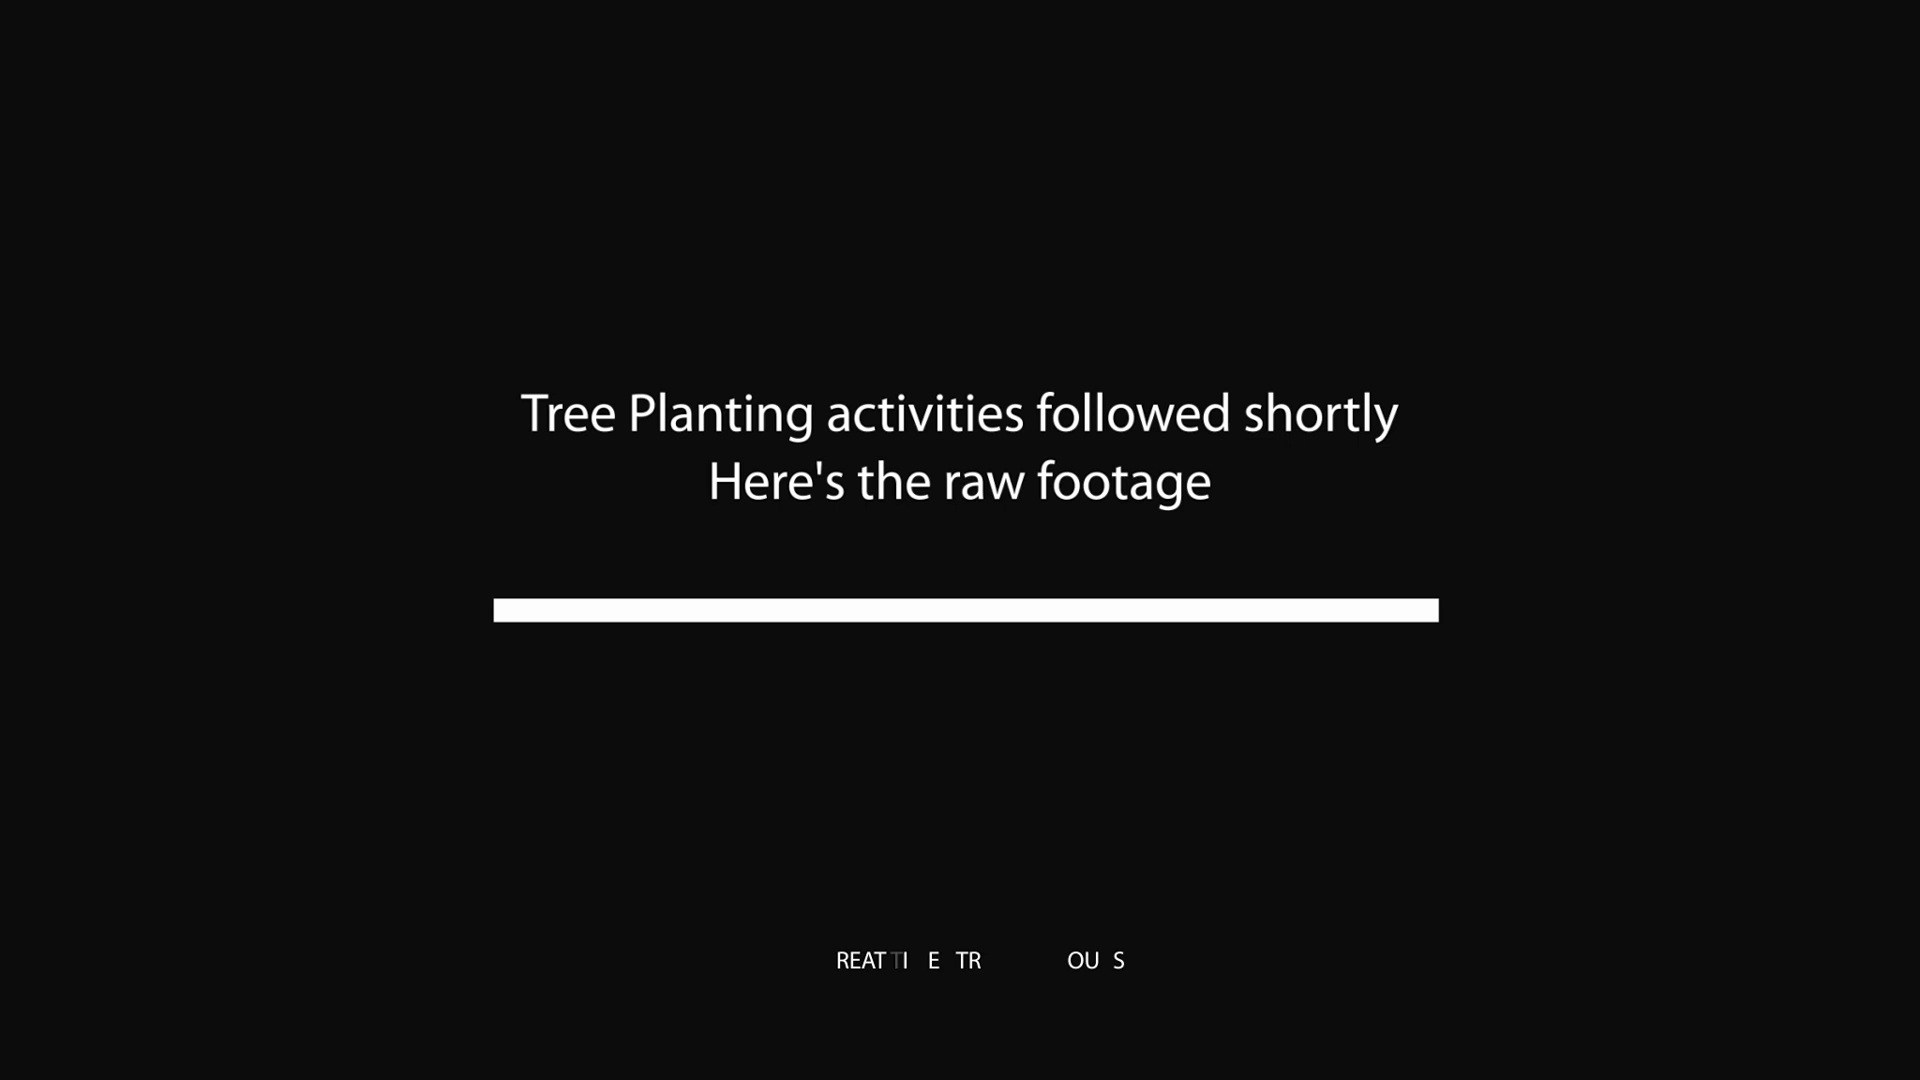 Tree Planting activities followed shortly
Here's the raw footage